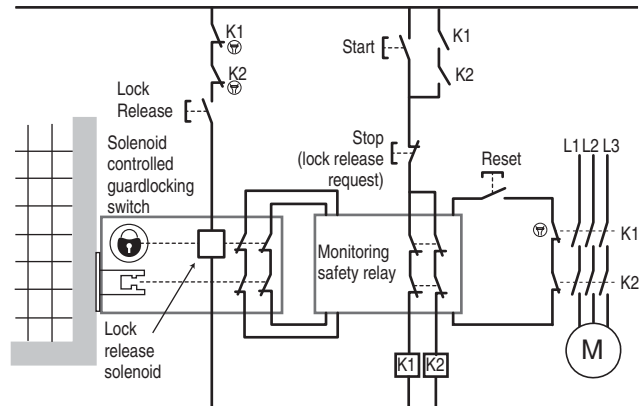 K1
K2
Lock
Release
Start
K1
K2
Solenoid
controlled
guardlocking
switch
Stop
(lock release
request)
Reset
L1 L2 L3
Monitoring
safety relay
K1
K2
Lock
release
solenoid
K1 K2
M